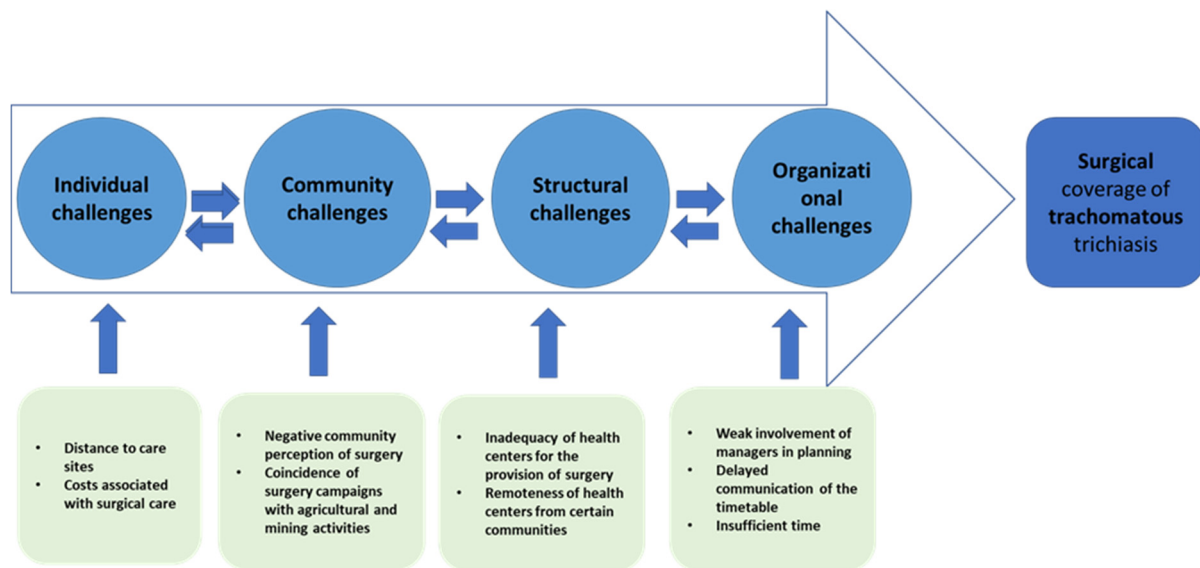 Individual
challenges
Community
challenges
Structural
challenges
Organizati
onal
challenges
Surgical
coverage of
trachomatous
trichiasis
• Distance to care
sites
• Costs associated
with surgical care
• Negative community
perception of surgery
• Coincidence of
surgery campaigns
with agricultural and
mining activities
• Inadequacy of health
centers for the
provision of surgery
• Remoteness of health
centers from certain
communities
• Weak involvement of
managers in planning
• Delayed
communication of the
timetable
• Insufficient time